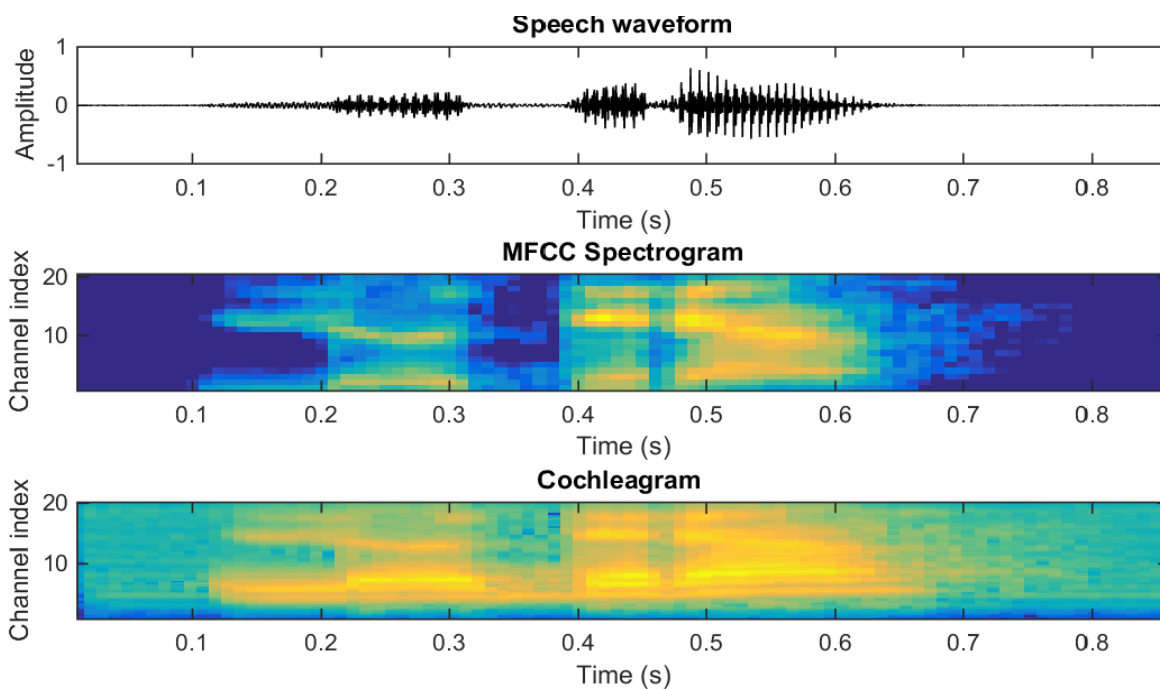 Speech waveform
Amplitude
1
0
-1
0.1 0.2 0.3 0.4 0.5 0.6 0.7 0.8
Time (s)
MFCC Spectrogram
Channel index
20
10
0.1 0.2 0.3 0.4 0.5 0.6 0.7 0.8
Time (s)
Cochleagram
Channel index
20
10
0.1 0.2 0.3 0.4 0.5 0.6 0.7 0.8
Time (s)